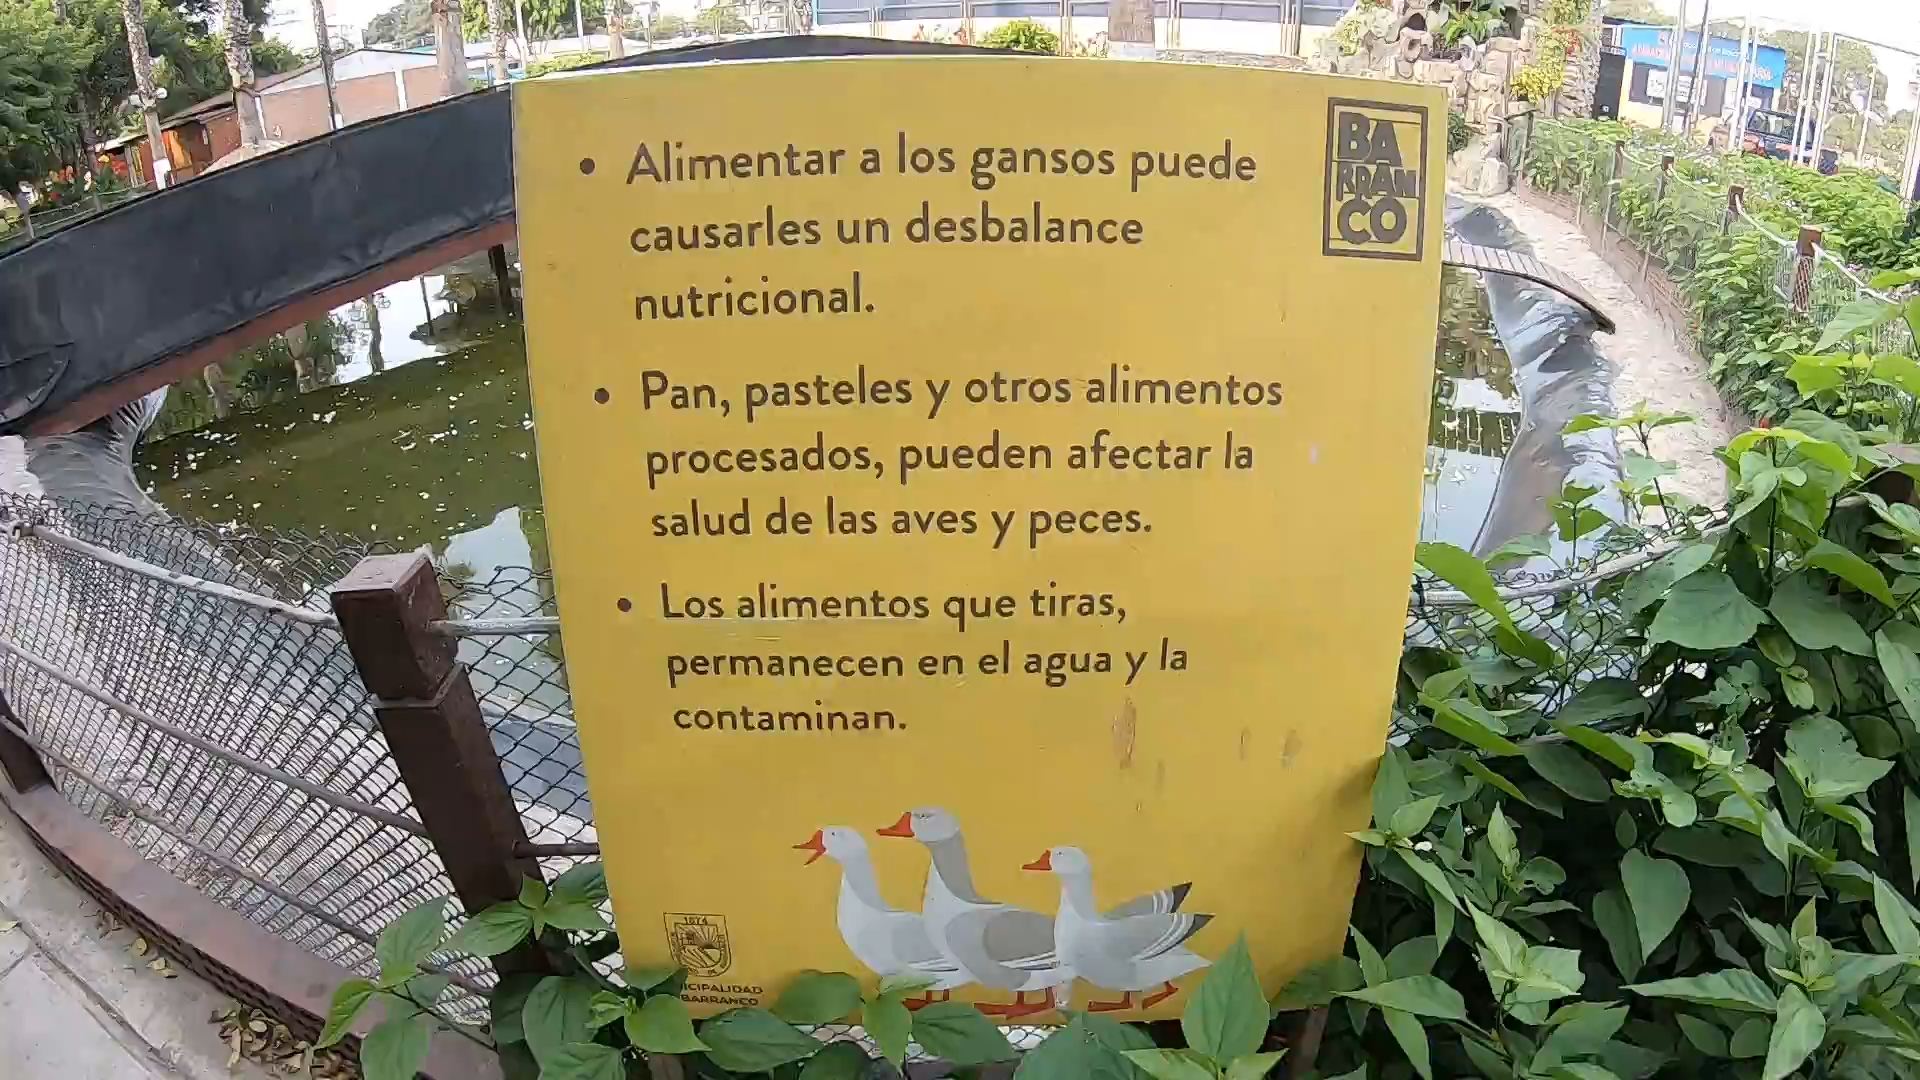 Alimentar a los gansos puede
causarles un desbalance
nutricional.
Pan, pasteles y otros alimentos
procesados, pueden afectar la
salud de las aves y peces.
Los alimentos que tiras,
permanecen en el agua y la
contaminan.
BA
RRAN
CO
1874
ICIPALIDAD
BARRANCO